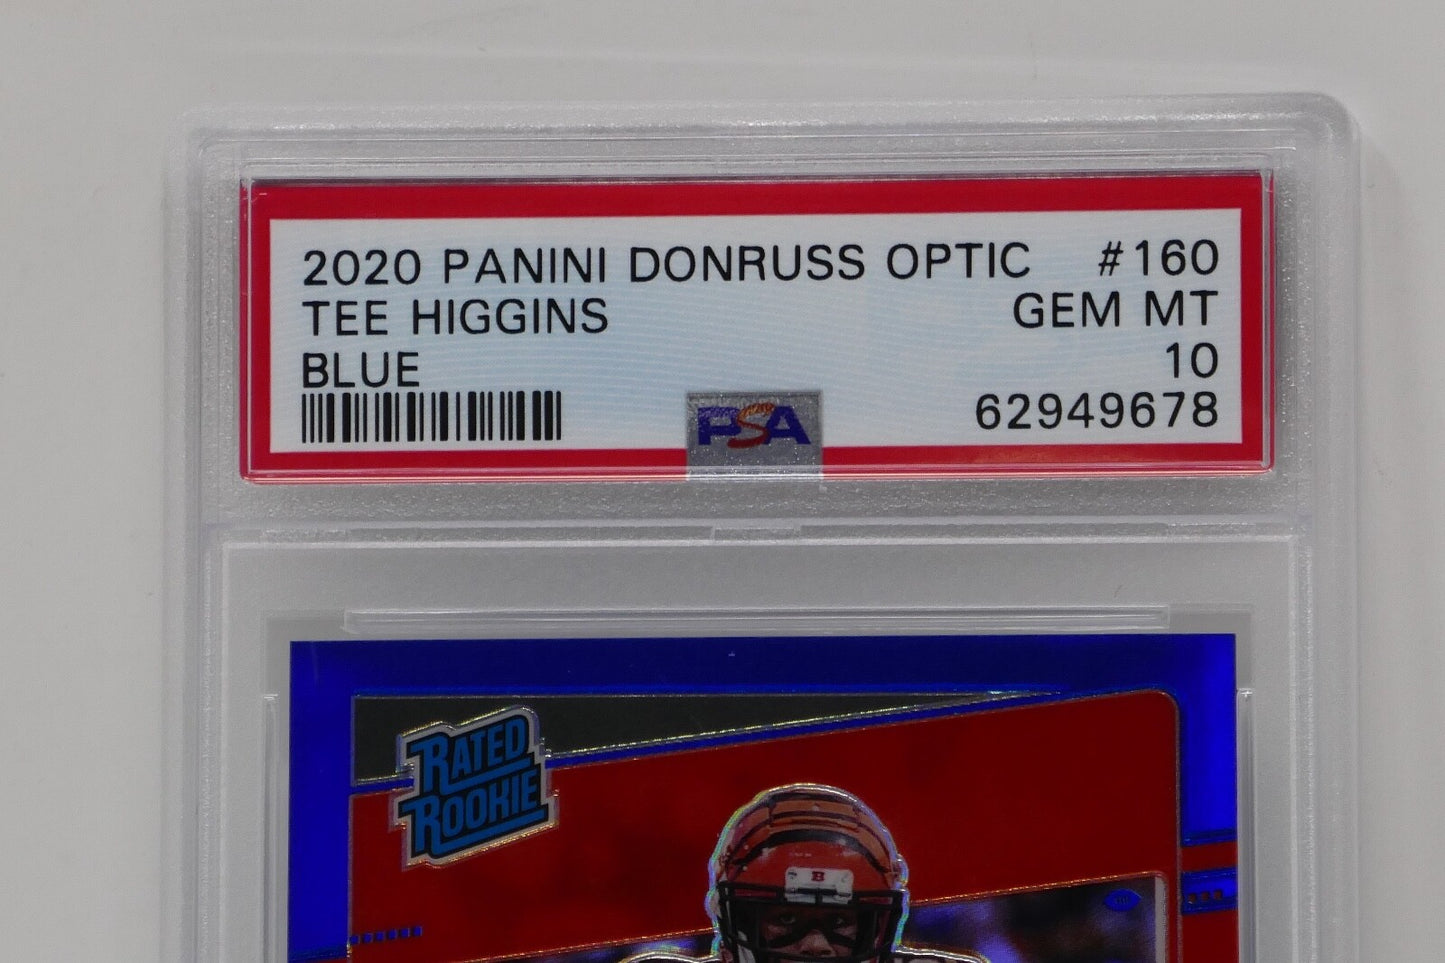 2020 PANINI DONRUSS OPTIC #160
TEE HIGGINS GEM MT
BLUE 10
62949678
PSA
RATED
ROOKIE
B